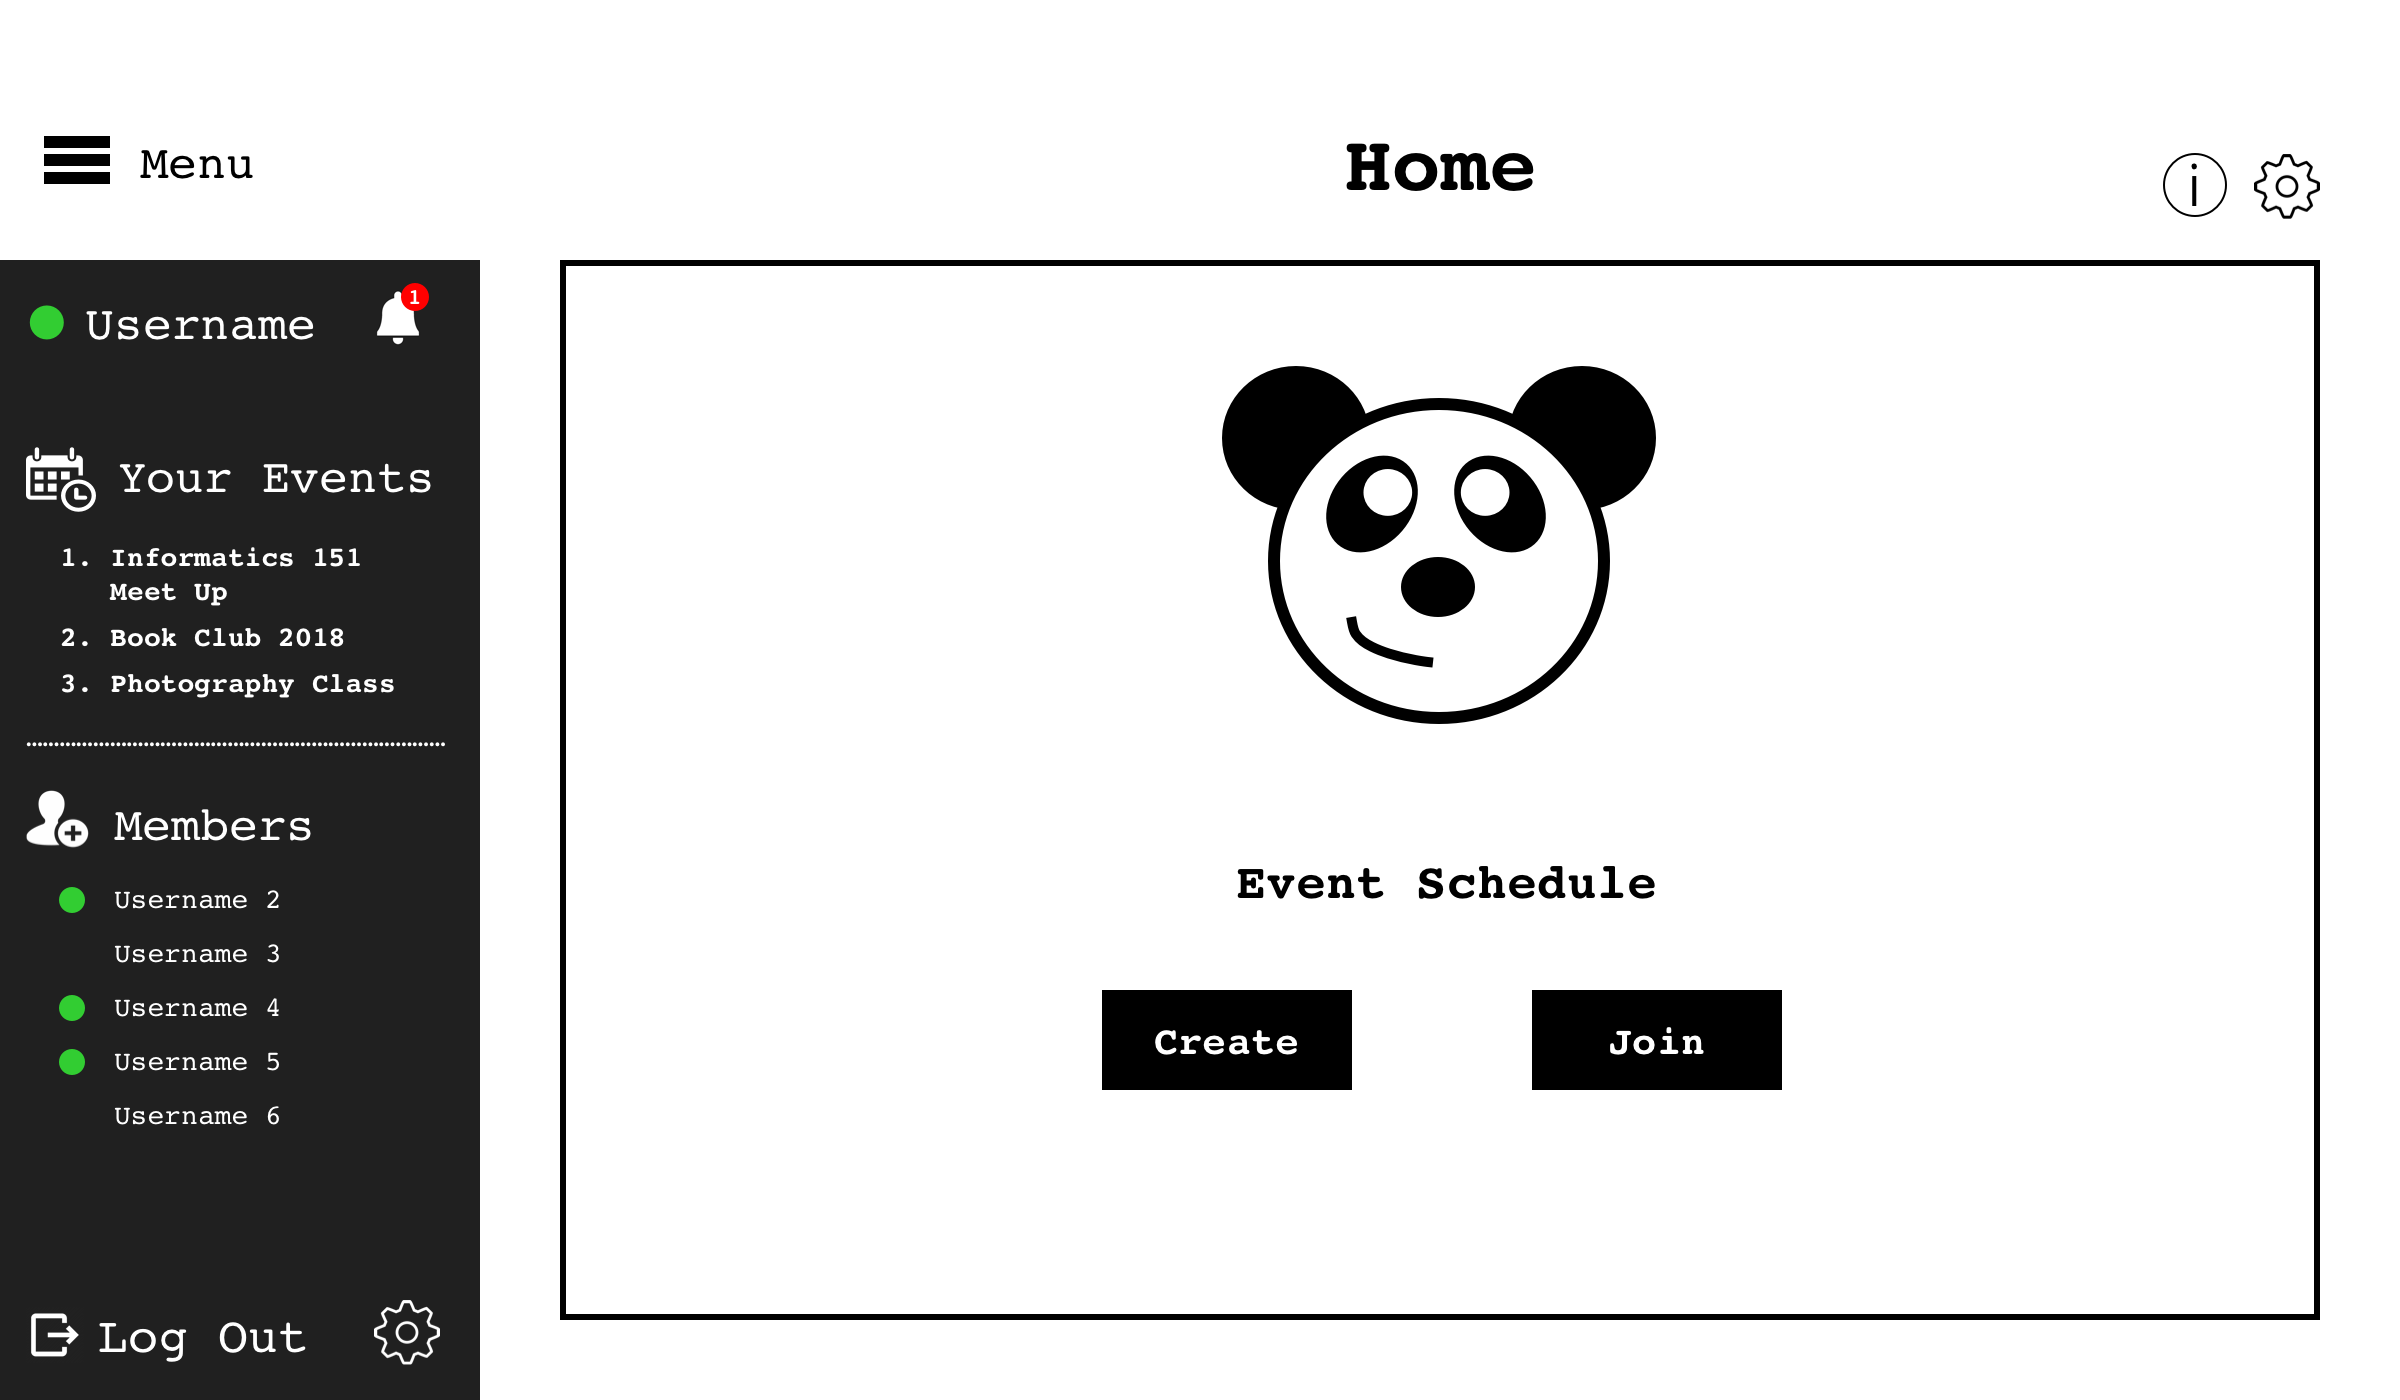 Menu
Home
i
Username
1
Your Events
1. Informatics 151
Meet Up
2. Book Club 2018
3. Photography Class
Members
Username 2
Username 3
Username 4
Username 5
Username 6
Log Out
Event Schedule
Create
Join